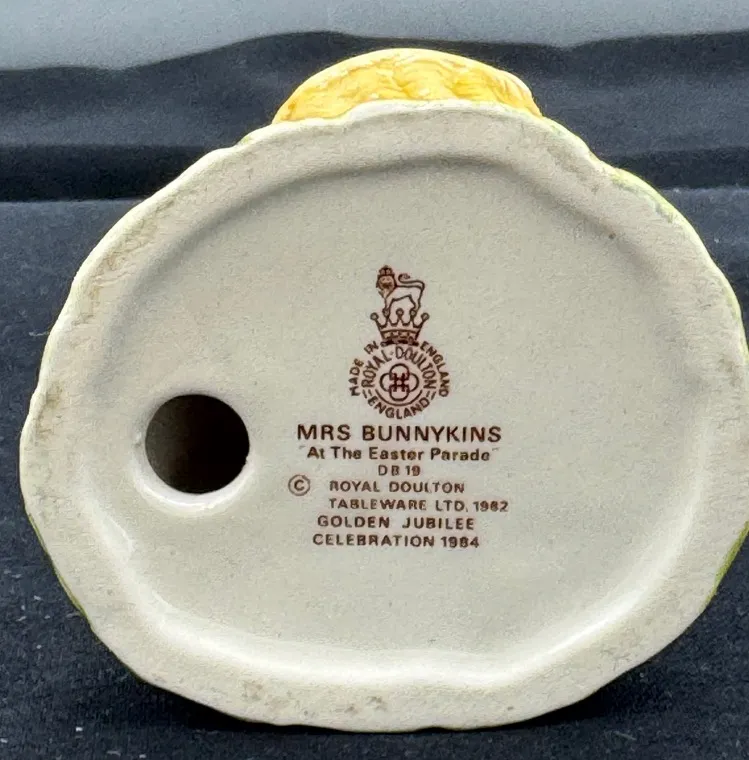 MADE IN ENGLAND
ROYAL DOULTON
ENGLAND
MRS BUNNYKINS
"At The Easter Parade"
DB 19
© ROYAL DOULTON
TABLEWARE LTD. 1982
GOLDEN JUBILEE
CELEBRATION 1984